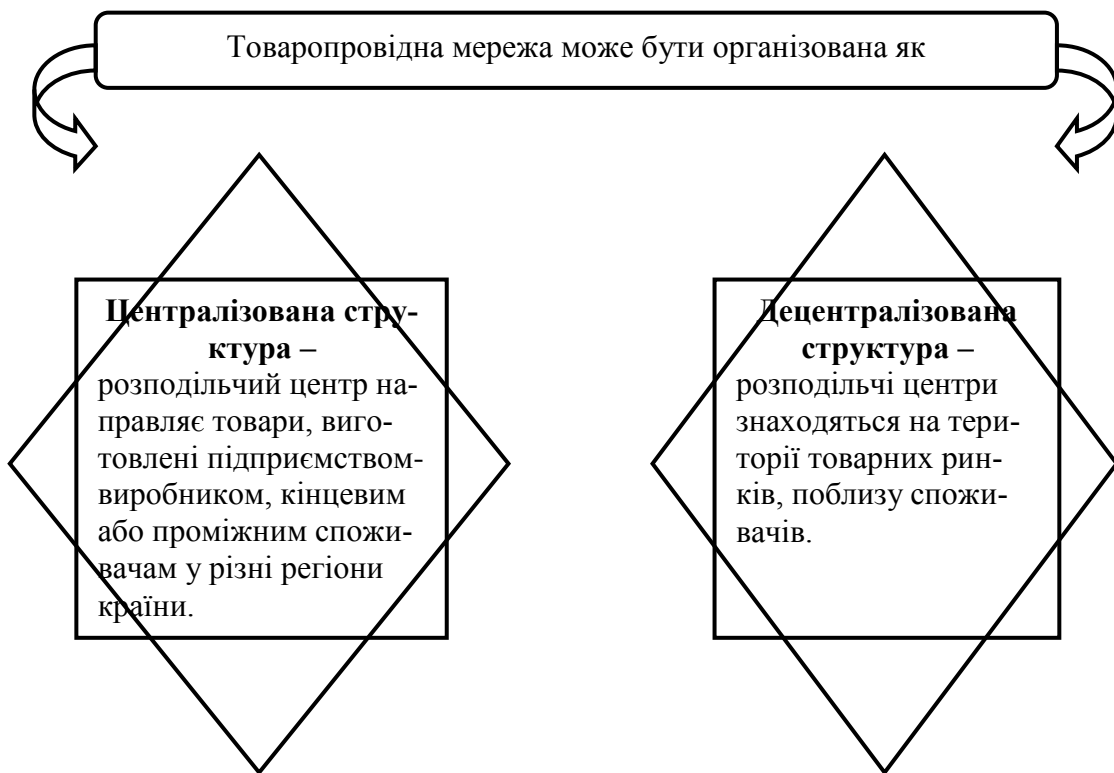 Товаропровідна мережа може бути організована як
Централізована стру-
ктура –
розподільчий центр на-
правляє товари, виго-
товлені підприємством-
виробником, кінцевим
або проміжним спожи-
вачам у різні регіони
країни.
Децентралізована
структура –
розподільчі центри
знаходяться на тери-
торії товарних рин-
ків, поблизу спожи-
вачів.